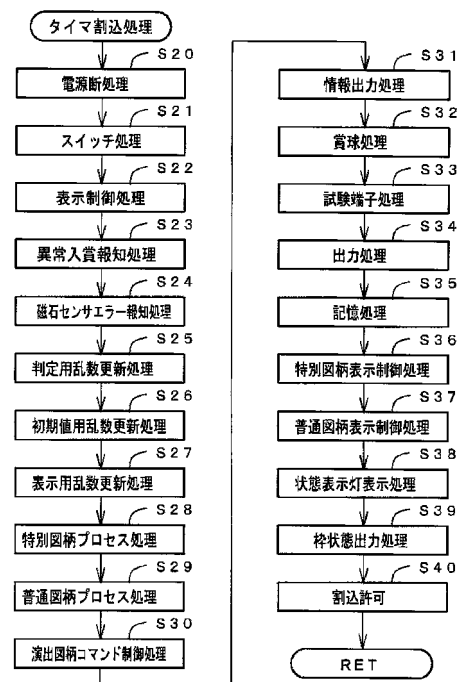 タイマ割込処理
S20
電源断処理
S21
スイッチ処理
S22
表示制御処理
S23
異常入賞報知処理
S24
磁石センサエラー報知処理
S25
判定用乱数更新処理
S26
初期値用乱数更新処理
S27
表示用乱数更新処理
S28
特別図柄プロセス処理
S29
普通図柄プロセス処理
S30
演出図柄コマンド制御処理
S31
情報出力処理
S32
賞球処理
S33
試験端子処理
S34
出力処理
S35
記憶処理
S36
特別図柄表示制御処理
S37
普通図柄表示制御処理
S38
状態表示灯表示処理
S39
枠状態出力処理
S40
割込許可
RET